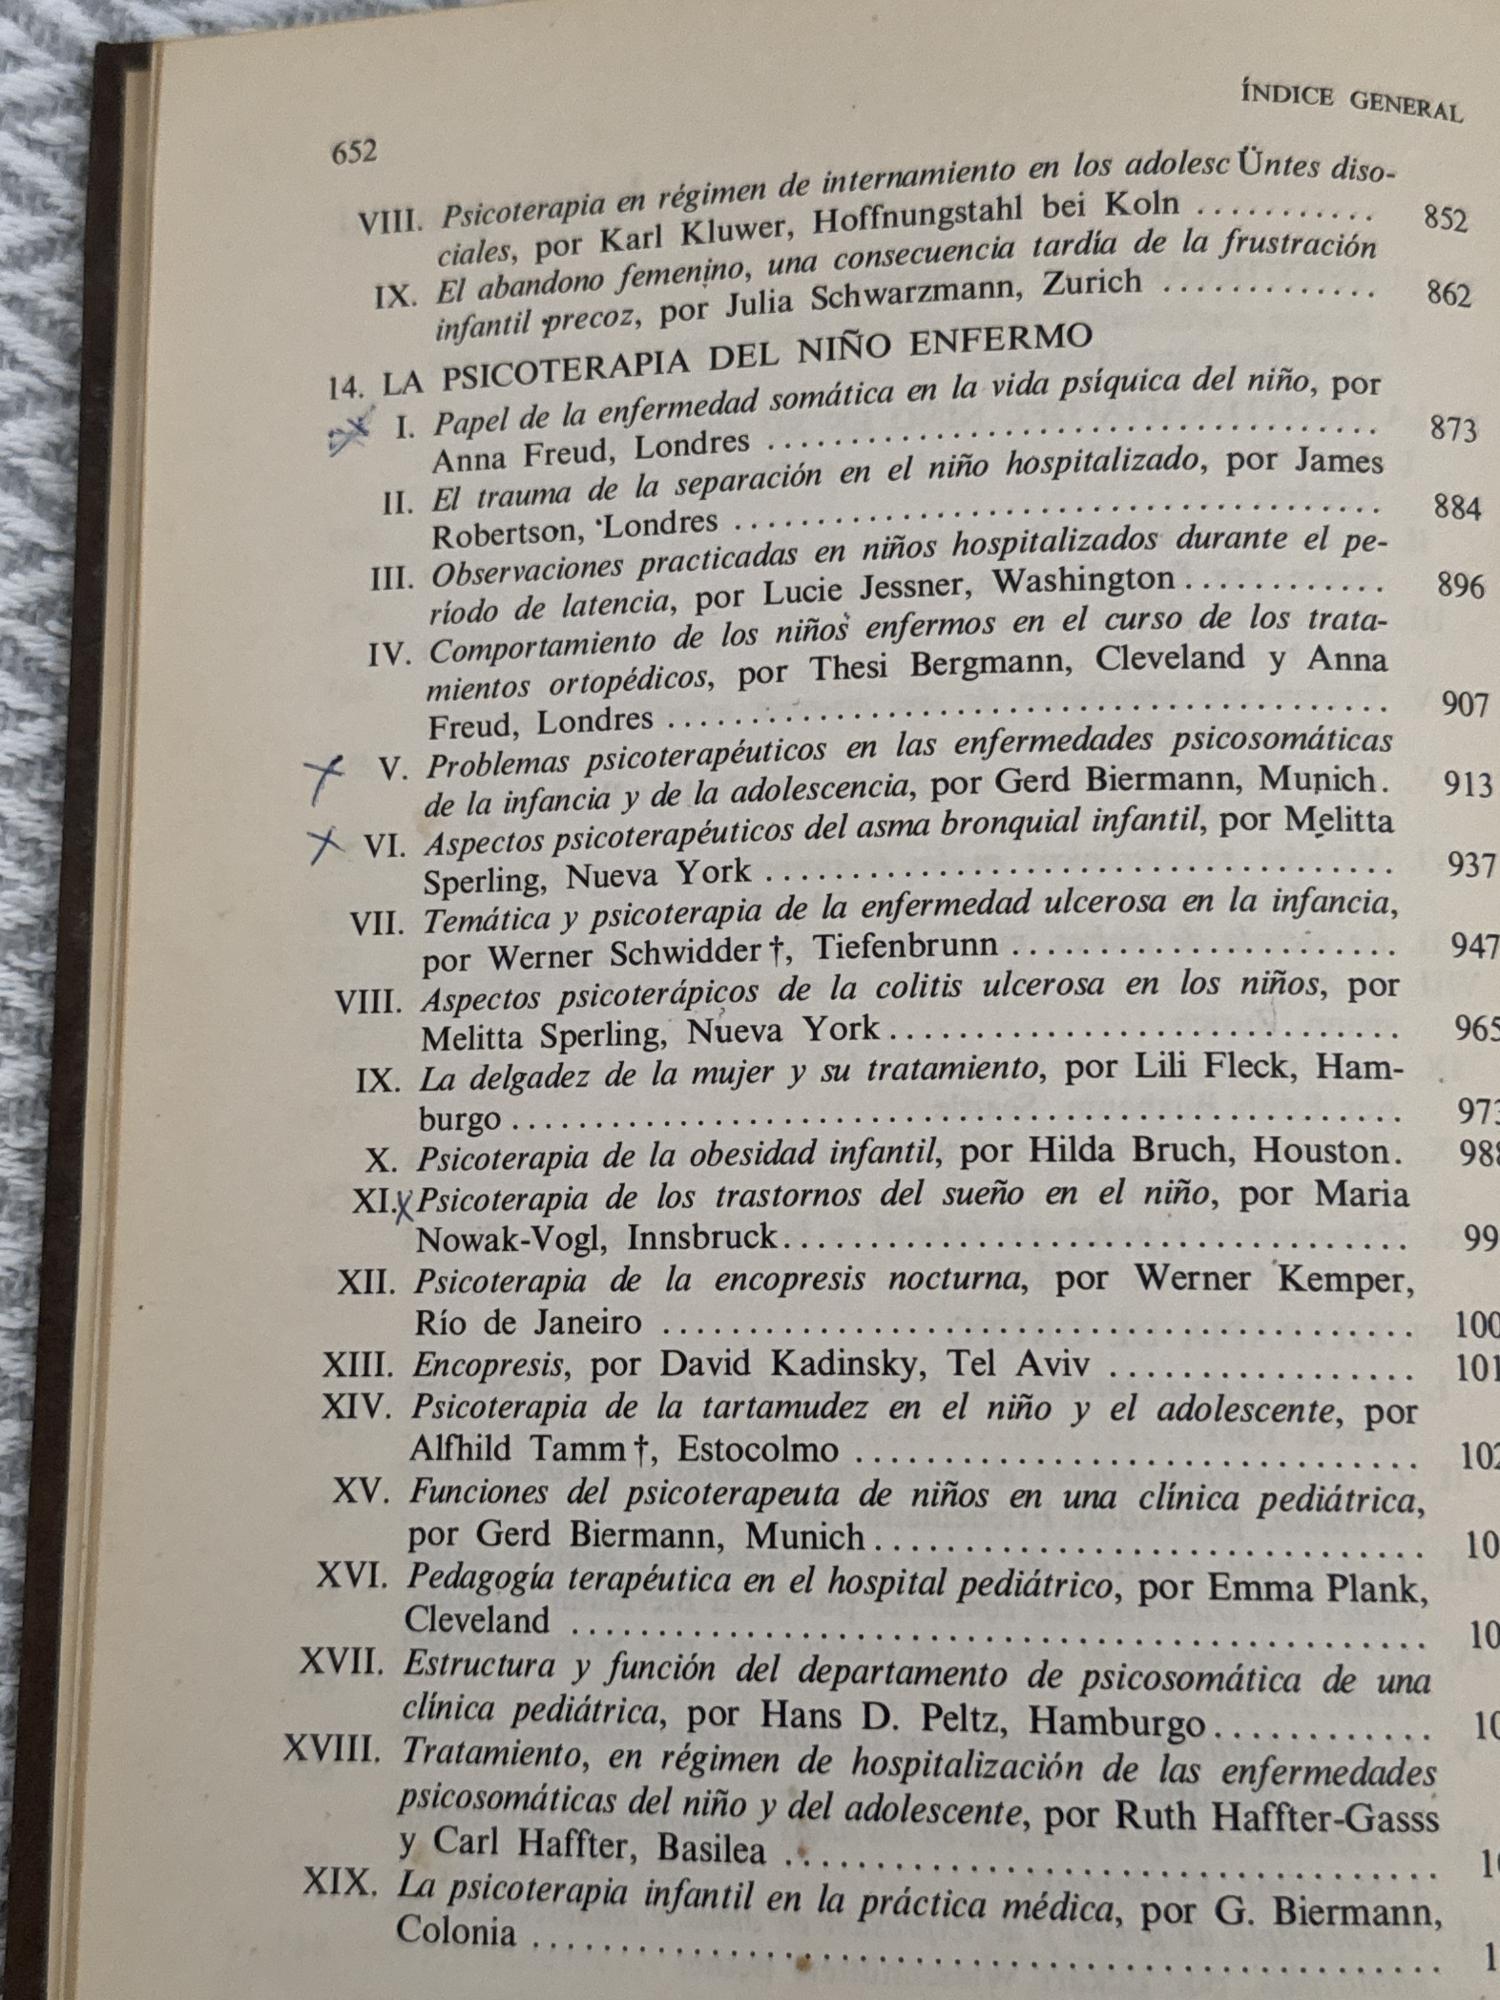 ÍNDICE GENERAL
652
VIII. Psicoterapia en régimen de internamiento en los adolesc Üntes diso-
ciales, por Karl Kluwer, Hoffnungstahl bei Koln ........... 852
IX. El abandono femenino, una consecuencia tardía de la frustración
infantil precoz, por Julia Schwarzmann, Zurich ............. 862
14. LA PSICOTERAPIA DEL NIÑO ENFERMO
I. Papel de la enfermedad somática en la vida psíquica del niño, por
Anna Freud, Londres .................................... 873
II. El trauma de la separación en el niño hospitalizado, por James
Robertson, Londres ...................................... 884
III. Observaciones practicadas en niños hospitalizados durante el pe-
ríodo de latencia, por Lucie Jessner, Washington ............ 896
IV. Comportamiento de los niños enfermos en el curso de los trata-
mientos ortopédicos, por Thesi Bergmann, Cleveland y Anna
Freud, Londres .......................................... 907
X V. Problemas psicoterapéuticos en las enfermedades psicosomáticas
de la infancia y de la adolescencia, por Gerd Biermann, Munich. 913
X VI. Aspectos psicoterapéuticos del asma bronquial infantil, por Melitta
Sperling, Nueva York ..................................... 937
VII. Temática y psicoterapia de la enfermedad ulcerosa en la infancia,
por Werner Schwidder †, Tiefenbrunn ....................... 947
VIII. Aspectos psicoterápicos de la colitis ulcerosa en los niños, por
Melitta Sperling, Nueva York .............................. 965
IX. La delgadez de la mujer y su tratamiento, por Lili Fleck, Ham-
burgo .................................................... 973
X. Psicoterapia de la obesidad infantil, por Hilda Bruch, Houston. 988
XI. X Psicoterapia de los trastornos del sueño en el niño, por Maria
Nowak-Vogl, Innsbruck ................................... 99
XII. Psicoterapia de la encopresis nocturna, por Werner Kemper,
Río de Janeiro ........................................... 100
XIII. Encopresis, por David Kadinsky, Tel Aviv ................. 101
XIV. Psicoterapia de la tartamudez en el niño y el adolescente, por
Alfhild Tamm †, Estocolmo ................................ 102
XV. Funciones del psicoterapeuta de niños en una clínica pediátrica,
por Gerd Biermann, Munich ............................... 10
XVI. Pedagogía terapéutica en el hospital pediátrico, por Emma Plank,
Cleveland ................................................ 10
XVII. Estructura y función del departamento de psicosomática de una
clínica pediátrica, por Hans D. Peltz, Hamburgo ............ 10
XVIII. Tratamiento, en régimen de hospitalización de las enfermedades
psicosomáticas del niño y del adolescente, por Ruth Haffter-Gasss
y Carl Haffter, Basilea ................................... 10
XIX. La psicoterapia infantil en la práctica médica, por G. Biermann,
Colonia .................................................. 1